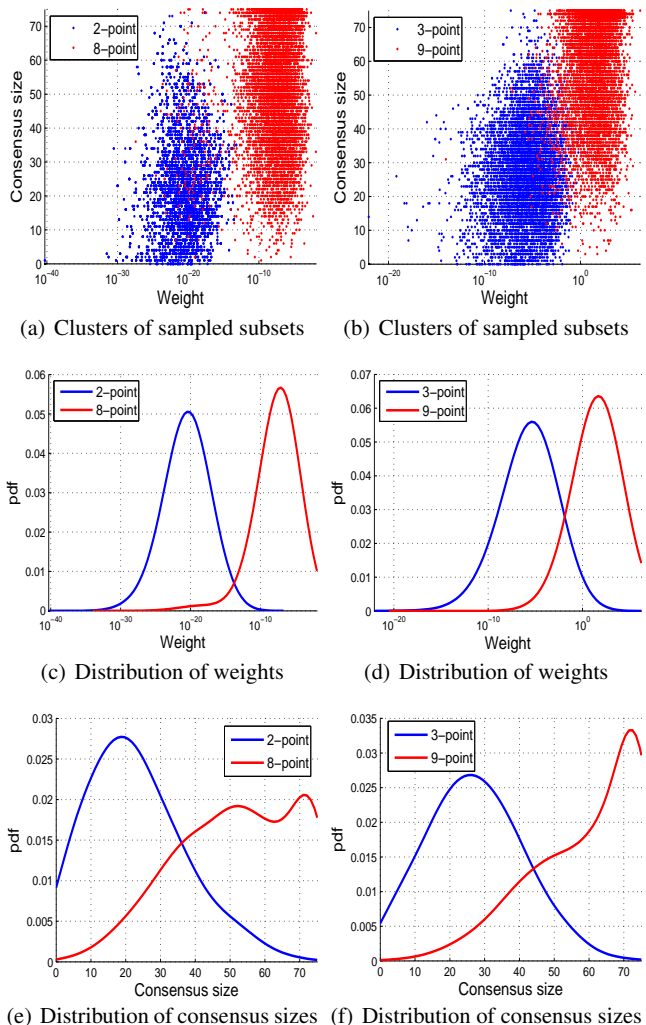 2−point
8−point
Consensus size
70
60
50
40
30
20
10
0
10^−40
10^−30
10^−20
10^−10
Weight
(a) Clusters of sampled subsets
3−point
9−point
Consensus size
70
60
50
40
30
20
10
0
10^−20
10^−10
10^0
Weight
(b) Clusters of sampled subsets
2−point
8−point
pdf
0.06
0.05
0.04
0.03
0.02
0.01
0
10^−40
10^−30
10^−20
10^−10
Weight
(c) Distribution of weights
3−point
9−point
pdf
0.07
0.06
0.05
0.04
0.03
0.02
0.01
0
10^−20
10^−10
10^0
Weight
(d) Distribution of weights
2−point
8−point
pdf
0.03
0.025
0.02
0.015
0.01
0.005
0
0 10 20 30 40 50 60 70
Consensus size
(e) Distribution of consensus sizes
3−point
9−point
pdf
0.035
0.03
0.025
0.02
0.015
0.01
0.005
0
0 10 20 30 40 50 60 70
Consensus size
(f) Distribution of consensus sizes